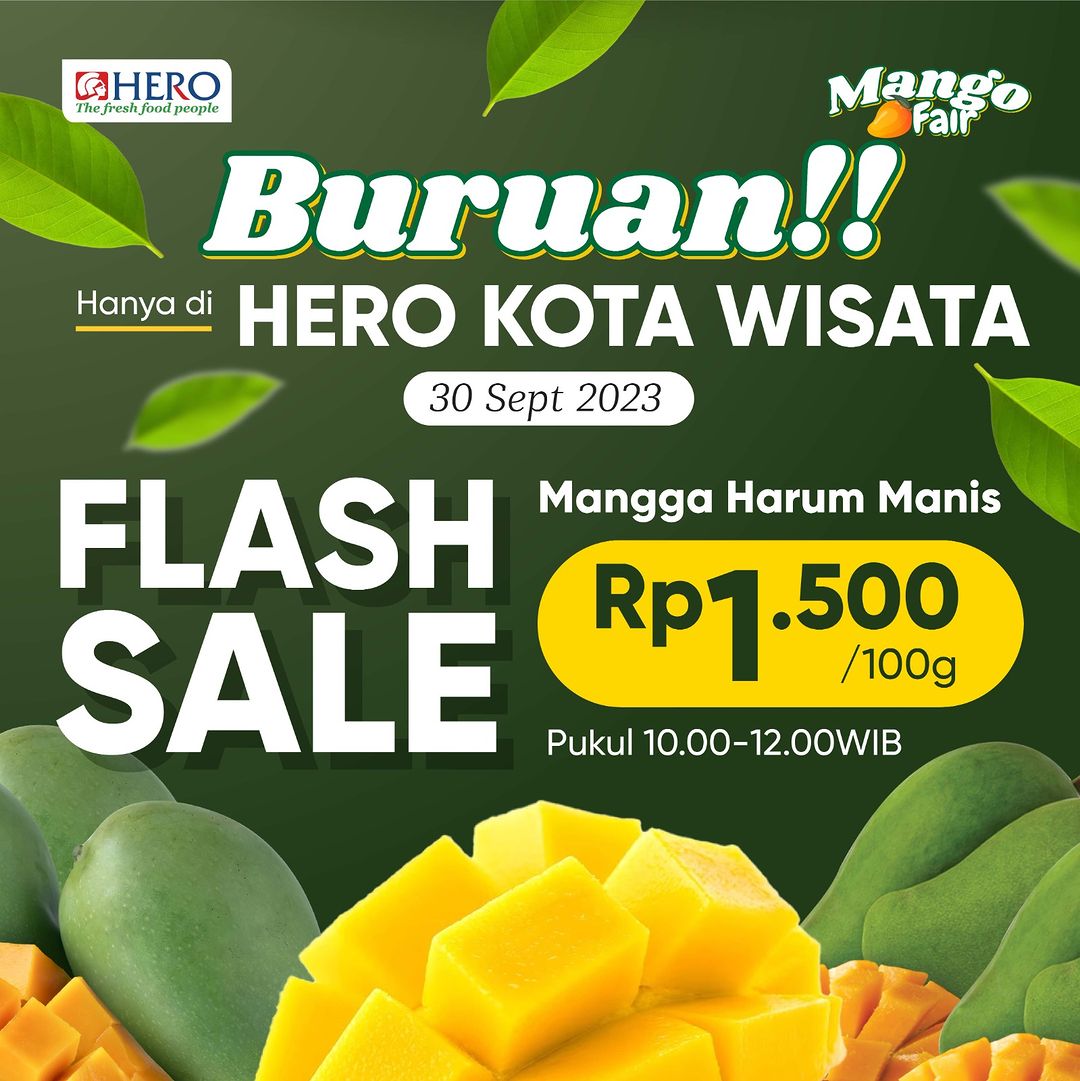 HERO
The fresh food people
Mango
Fair
Buruan!!
Hanya di HERO KOTA WISATA
30 Sept 2023
FLASH
SALE
Mangga Harum Manis
Rp1.500
/100g
Pukul 10.00-12.00WIB